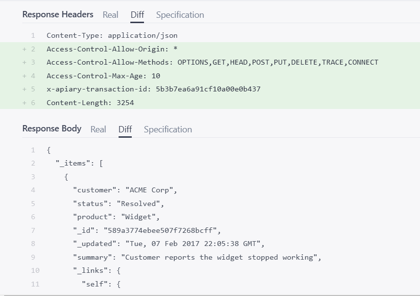 Response Headers Real Diff Specification
1 Content-Type: application/json
+ 2 Access-Control-Allow-Origin: *
+ 3 Access-Control-Allow-Methods: OPTIONS,GET,HEAD,POST,PUT,DELETE,TRACE,CONNECT
+ 4 Access-Control-Max-Age: 10
+ 5 x-apiary-transaction-id: 5b3b7ea6a91cf10a00e0b437
+ 6 Content-Length: 3254
Response Body Real Diff Specification
1 {
2 "_items": [
3 {
4 "customer": "ACME Corp",
5 "status": "Resolved",
6 "product": "Widget",
7 "_id": "589a3774ebee507f7268bcff",
8 "_updated": "Tue, 07 Feb 2017 22:05:38 GMT",
9 "summary": "Customer reports the widget stopped working",
10 "_links": {
11 "self": {